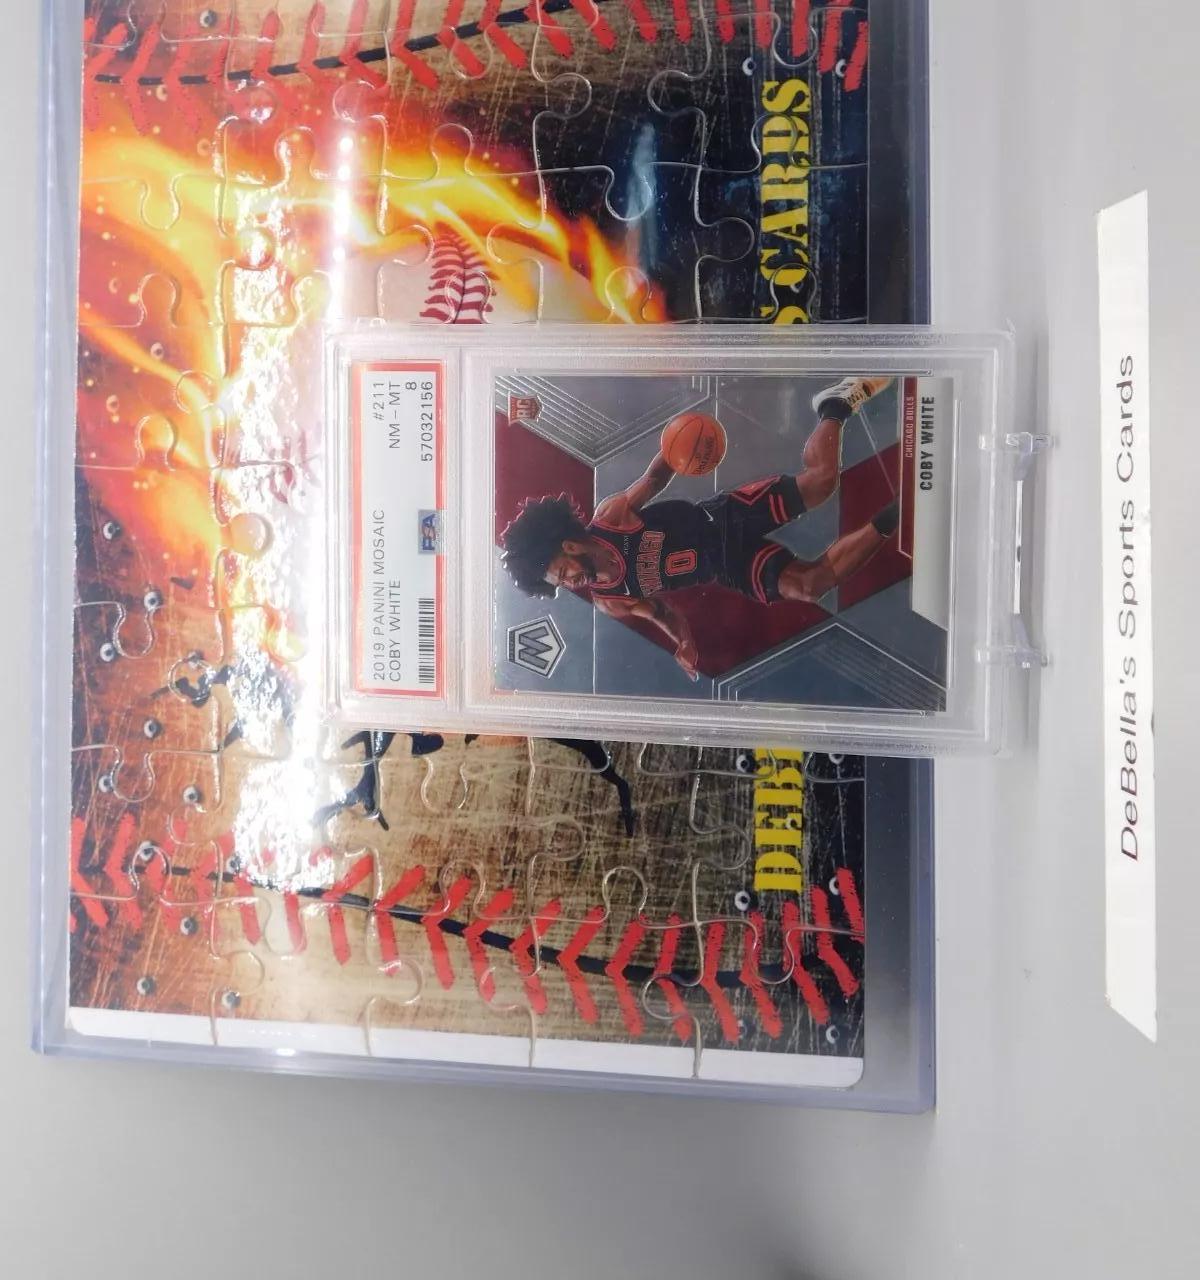 S CARDS
DEB
2019 PANINI MOSAIC
COBY WHITE
#211
NM - MT
8
57032156
PSA
RC
M
CHICAGO
0
CHICAGO BULLS
COBY WHITE
DeBella's Sports Cards